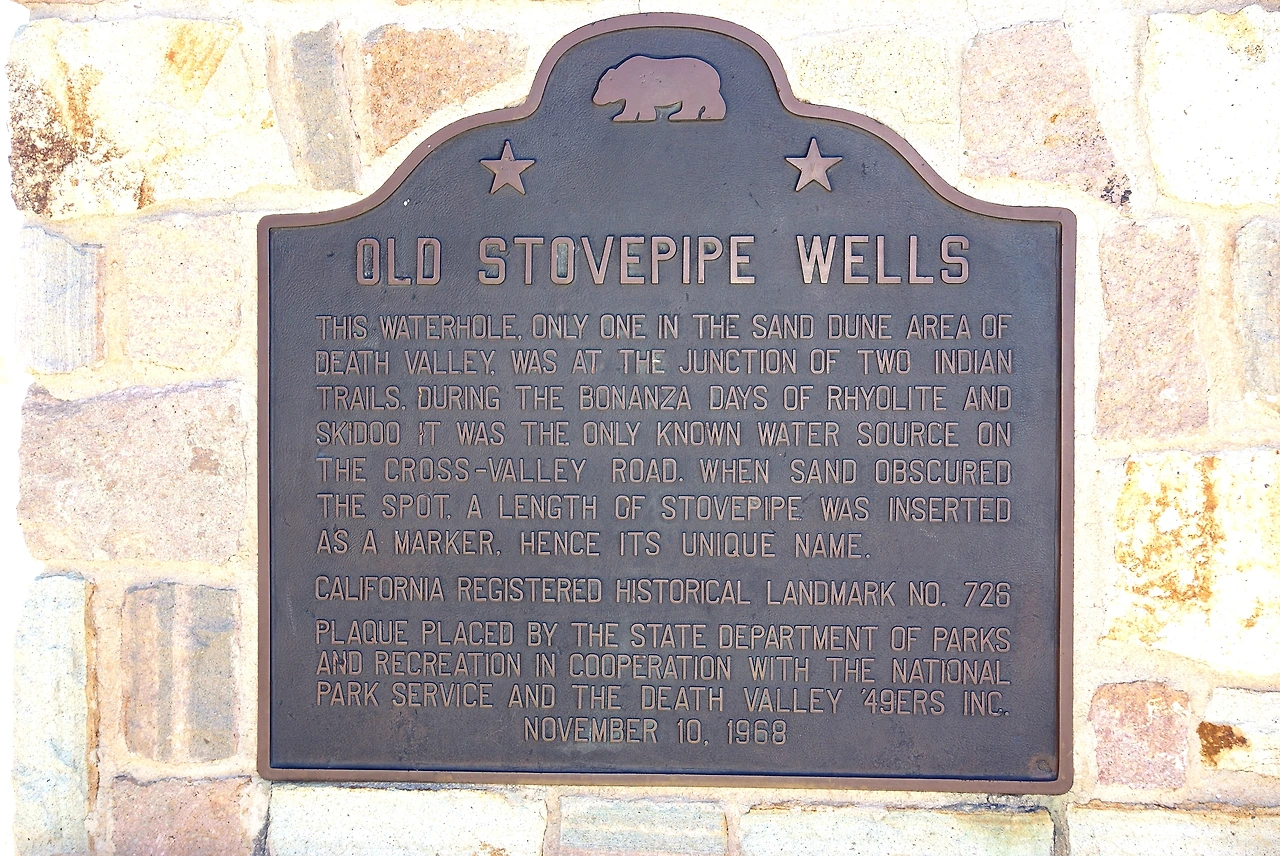 OLD STOVEPIPE WELLS
THIS WATERHOLE, ONLY ONE IN THE SAND DUNE AREA OF
DEATH VALLEY, WAS AT THE JUNCTION OF TWO INDIAN
TRAILS. DURING THE BONANZA DAYS OF RHYOLITE AND
SKIDOO IT WAS THE ONLY KNOWN WATER SOURCE ON
THE CROSS-VALLEY ROAD. WHEN SAND OBSCURED
THE SPOT, A LENGTH OF STOVEPIPE WAS INSERTED
AS A MARKER, HENCE ITS UNIQUE NAME.
CALIFORNIA REGISTERED HISTORICAL LANDMARK NO. 726
PLAQUE PLACED BY THE STATE DEPARTMENT OF PARKS
AND RECREATION IN COOPERATION WITH THE NATIONAL
PARK SERVICE AND THE DEATH VALLEY '49ERS INC.
NOVEMBER 10, 1968